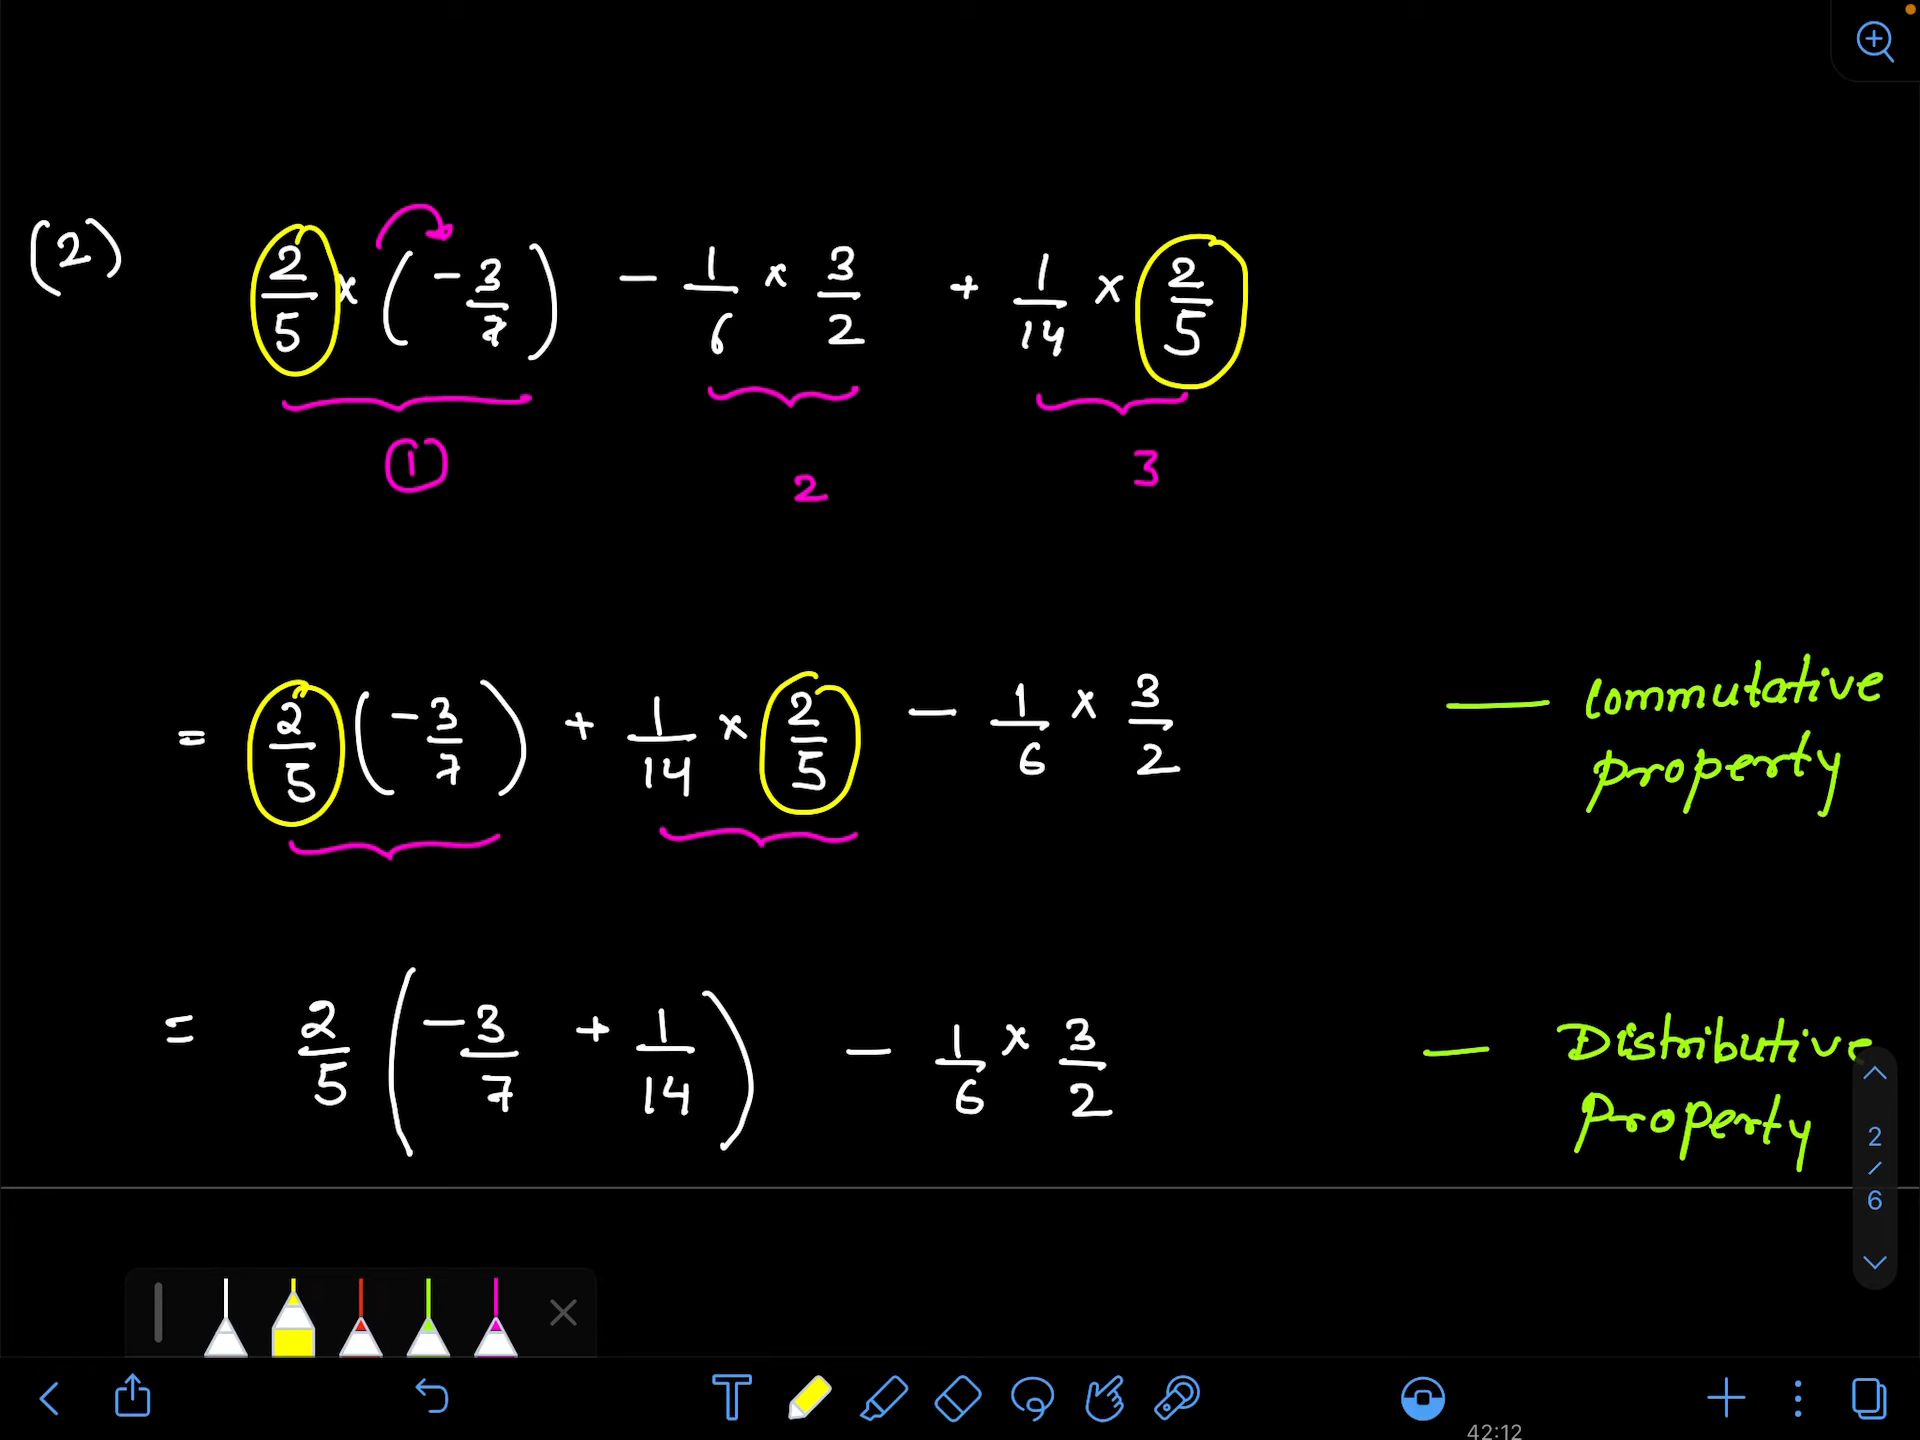 (2) 2/5 × (-3/7) - 1/6 × 3/2 + 1/14 × 2/5
1 2 3
= 2/5 (-3/7) + 1/14 × 2/5 - 1/6 × 3/2 — Commutative
property
= 2/5 (-3/7 + 1/14) - 1/6 × 3/2 — Distributive
Property
2
/
6
T
42:12